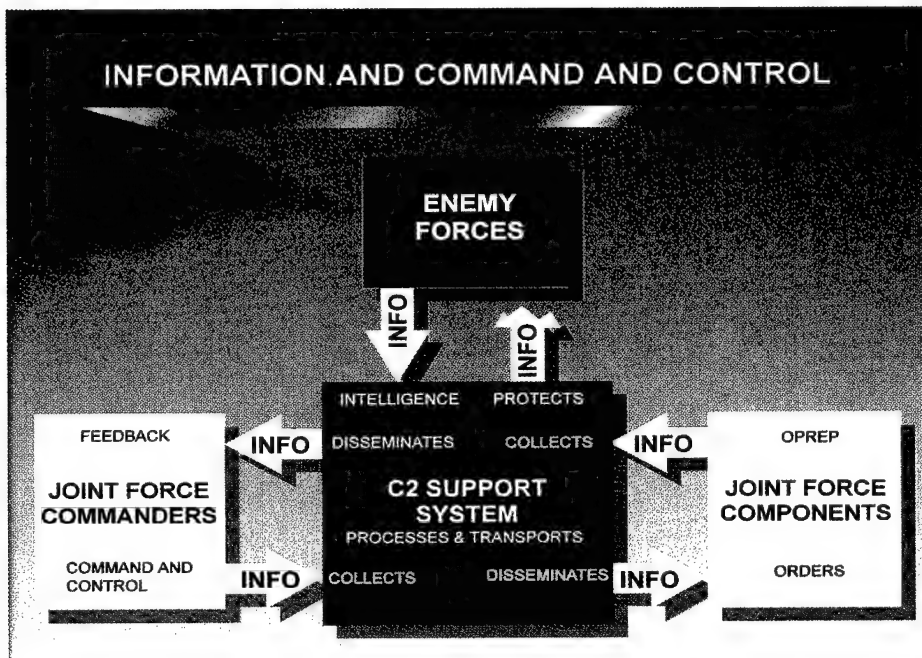 INFORMATION AND COMMAND AND CONTROL
ENEMY
FORCES
INFO
INFO
INTELLIGENCE
PROTECTS
FEEDBACK
INFO
DISSEMINATES
COLLECTS
INFO
OPREP
JOINT FORCE
COMMANDERS
C2 SUPPORT
SYSTEM
PROCESSES & TRANSPORTS
JOINT FORCE
COMPONENTS
COMMAND AND
CONTROL
INFO
COLLECTS
DISSEMINATES
INFO
ORDERS